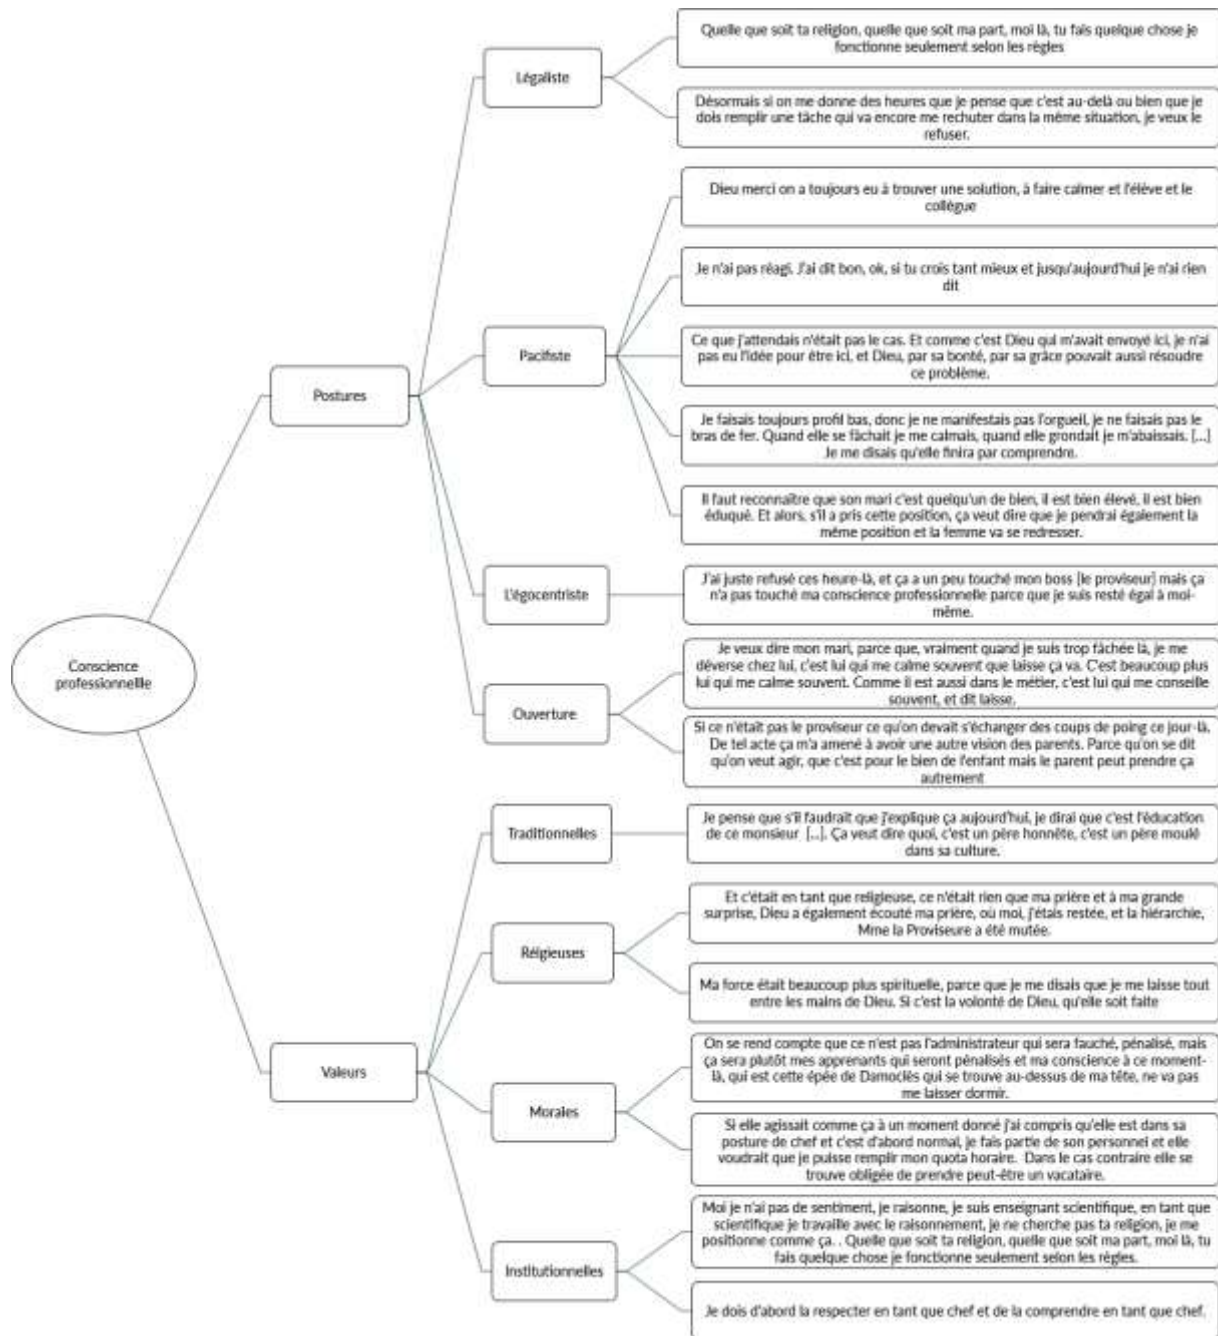 Quelle que soit ta religion, quelle que soit ma part, moi là, tu fais quelque chose je
fonctionne seulement selon les règles
Légaliste
Désormais si on me donne des heures que je pense que c'est au-delà ou bien que je
dois remplir une tâche qui va encore me rechuter dans la même situation, je veux le
refuser.
Dieu merci on a toujours eu à trouver une solution, à faire calmer et l'élève et le
collègue
Je n'ai pas réagi. J'ai dit bon, ok, si tu crois tant mieux et jusqu'aujourd'hui je n'ai rien
dit
Pacifiste
Ce que j'attendais n'était pas le cas. Et comme c'est Dieu qui m'avait envoyé ici, je n'ai
pas eu l'idée pour être ici, et Dieu, par sa bonté, par sa grâce pouvait aussi résoudre
ce problème.
Postures
Je faisais toujours profil bas, donc je ne manifestais pas l'orgueil, je ne faisais pas le
bras de fer. Quand elle se fâchait je me calmais, quand elle grondait je m'abaissais. [...]
Je me disais qu'elle finira par comprendre.
Il faut reconnaître que son mari c'est quelqu'un de bien, il est bien élevé, il est bien
éduqué. Et alors, s'il a pris cette position, ça veut dire que je pendrai également la
même position et la femme va se redresser.
L'égocentriste
J'ai juste refusé ces heure-là, et ça a un peu touché mon boss [le proviseur] mais ça
n'a pas touché ma conscience professionnelle parce que je suis resté égal à moi-
même.
Conscience
professionnellle
Je veux dire mon mari, parce que, vraiment quand je suis trop fâchée là, je me
déverse chez lui, c'est lui qui me calme souvent que laisse ça va. C'est beaucoup plus
lui qui me calme souvent. Comme il est aussi dans le métier, c'est lui qui me conseille
souvent, et dit laisse.
Ouverture
Si ce n'était pas le proviseur ce qu'on devait s'échanger des coups de poing ce jour-là.
De tel acte ça m'a amené à avoir une autre vision des parents. Parce qu'on se dit
qu'on veut agir, que c'est pour le bien de l'enfant mais le parent peut prendre ça
autrement
Traditionnelles
Je pense que s'il faudrait que j'explique ça aujourd'hui, je dirai que c'est l'éducation
de ce monsieur [...]. Ça veut dire quoi, c'est un père honnête, c'est un père moulé
dans sa culture.
Et c'était en tant que religieuse, ce n'était rien que ma prière et à ma grande
surprise, Dieu a également écouté ma prière, où moi, j'étais restée, et la hiérarchie,
Mme la Proviseure a été mutée.
Rélgieuses
Ma force était beaucoup plus spirituelle, parce que je me disais que je me laisse tout
entre les mains de Dieu. Si c'est la volonté de Dieu, qu'elle soit faite
Valeurs
On se rend compte que ce n'est pas l'administrateur qui sera fauché, pénalisé, mais
ça sera plutôt mes apprenants qui seront pénalisés et ma conscience à ce moment-
là, qui est cette épée de Damoclès qui se trouve au-dessus de ma tête, ne va pas
me laisser dormir.
Morales
Si elle agissait comme ça à un moment donné j'ai compris qu'elle est dans sa
posture de chef et c'est d'abord normal, je fais partie de son personnel et elle
voudrait que je puisse remplir mon quota horaire. Dans le cas contraire elle se
trouve obligée de prendre peut-être un vacataire.
Moi je n'ai pas de sentiment, je raisonne, je suis enseignant scientifique, en tant que
scientifique je travaille avec le raisonnement, je ne cherche pas ta religion, je me
positionne comme ça. . Quelle que soit ta religion, quelle que soit ma part, moi là, tu
fais quelque chose je fonctionne seulement selon les règles.
Institutionnelles
Je dois d'abord la respecter en tant que chef et de la comprendre en tant que chef.